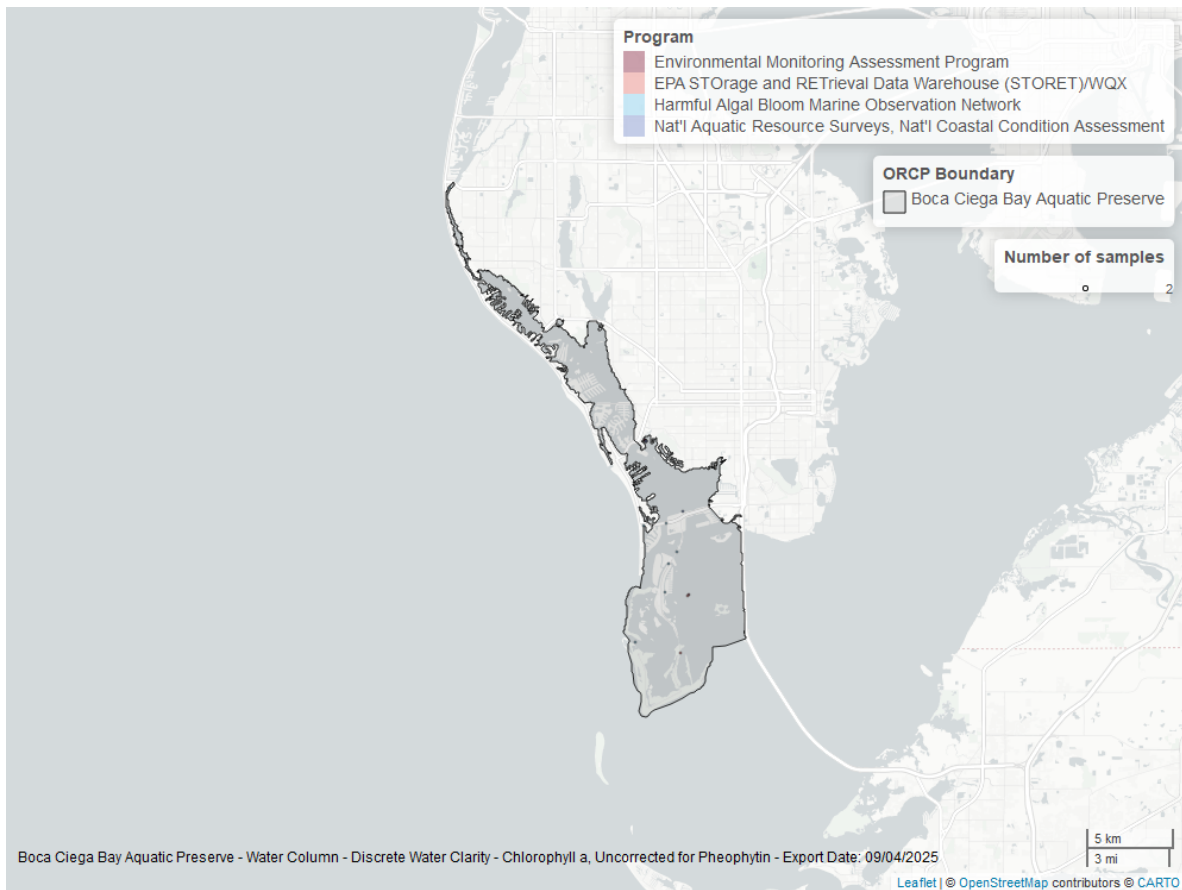 Program
Environmental Monitoring Assessment Program
EPA STOrage and RETrieval Data Warehouse (STORET)/WQX
Harmful Algal Bloom Marine Observation Network
Nat'l Aquatic Resource Surveys, Nat'l Coastal Condition Assessment
ORCP Boundary
Boca Ciega Bay Aquatic Preserve
Number of samples
2
5 km
3 mi
Boca Ciega Bay Aquatic Preserve - Water Column - Discrete Water Clarity - Chlorophyll a, Uncorrected for Pheophytin - Export Date: 09/04/2025
Leaflet | © OpenStreetMap contributors © CARTO